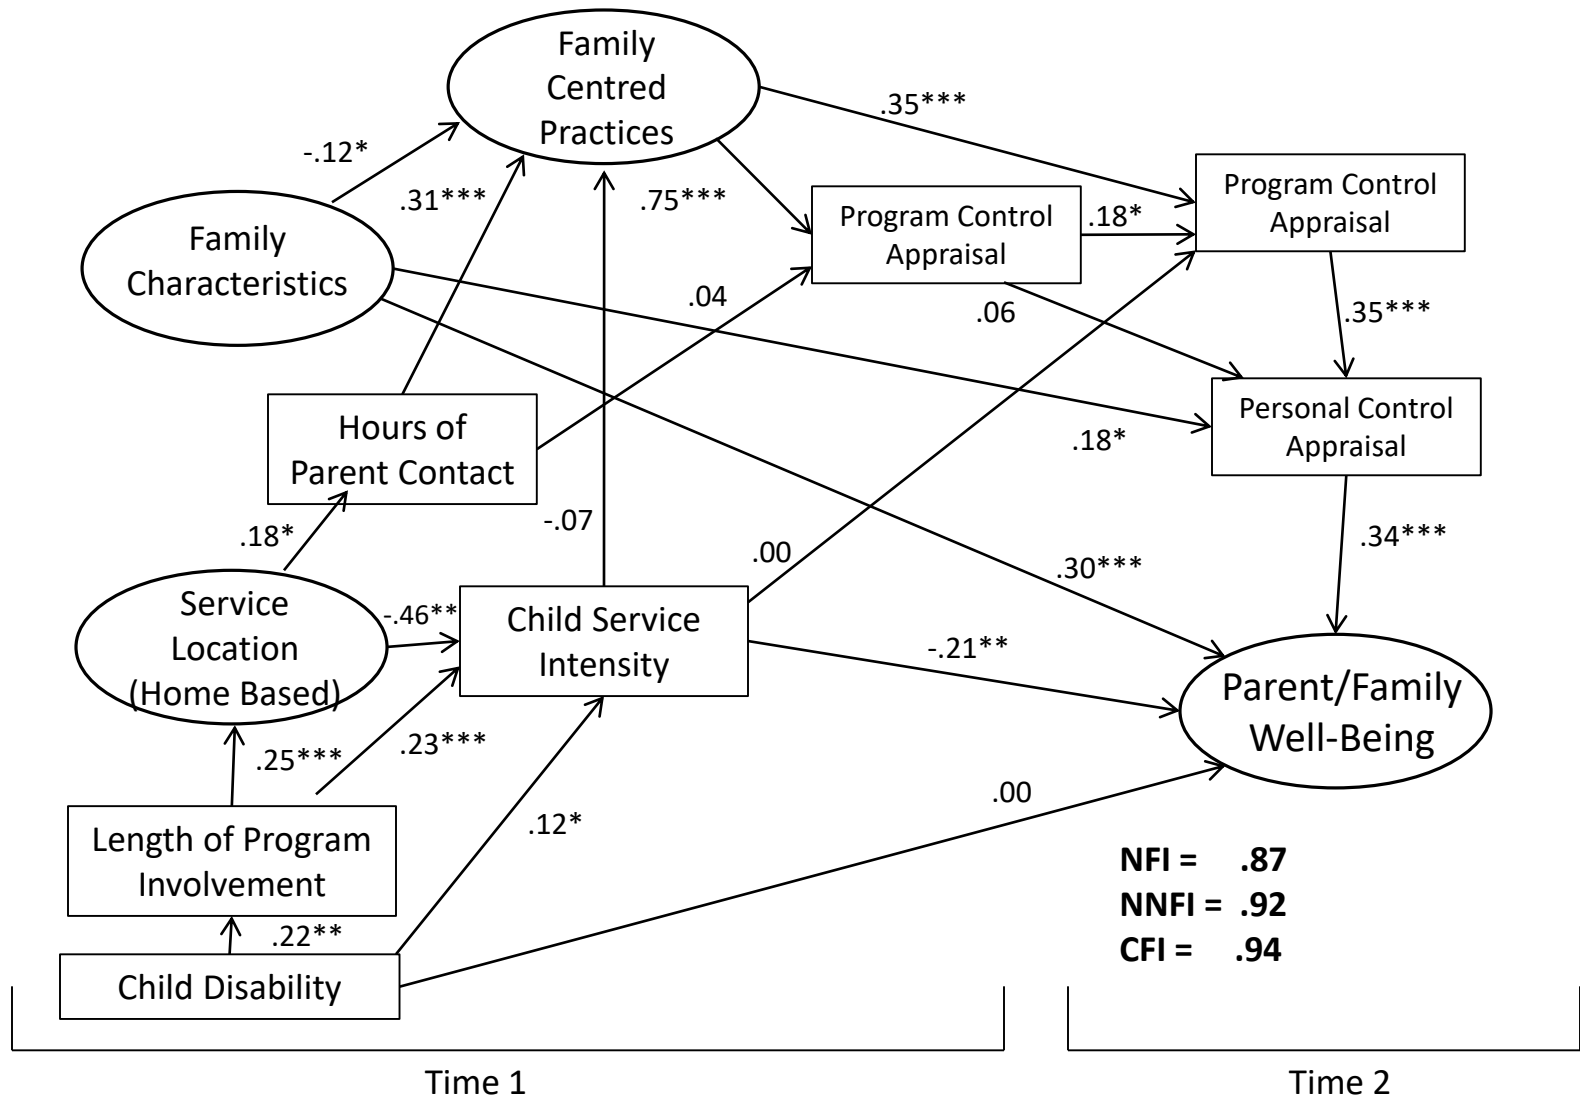 Family
Centred
Practices
.35***
-.12*
.31***
.75***
Program Control
Appraisal
.18*
Program Control
Appraisal
Family
Characteristics
.04
.06
.35***
Hours of
Parent Contact
Personal Control
Appraisal
.18*
.18*
-.07
.00
.30***
.34***
Service
Location
(Home Based)
-.46**
Child Service
Intensity
-.21**
Parent/Family
Well-Being
.25***
.23***
.12*
.00
Length of Program
Involvement
.22**
Child Disability
NFI = .87
NNFI = .92
CFI = .94
Time 1
Time 2